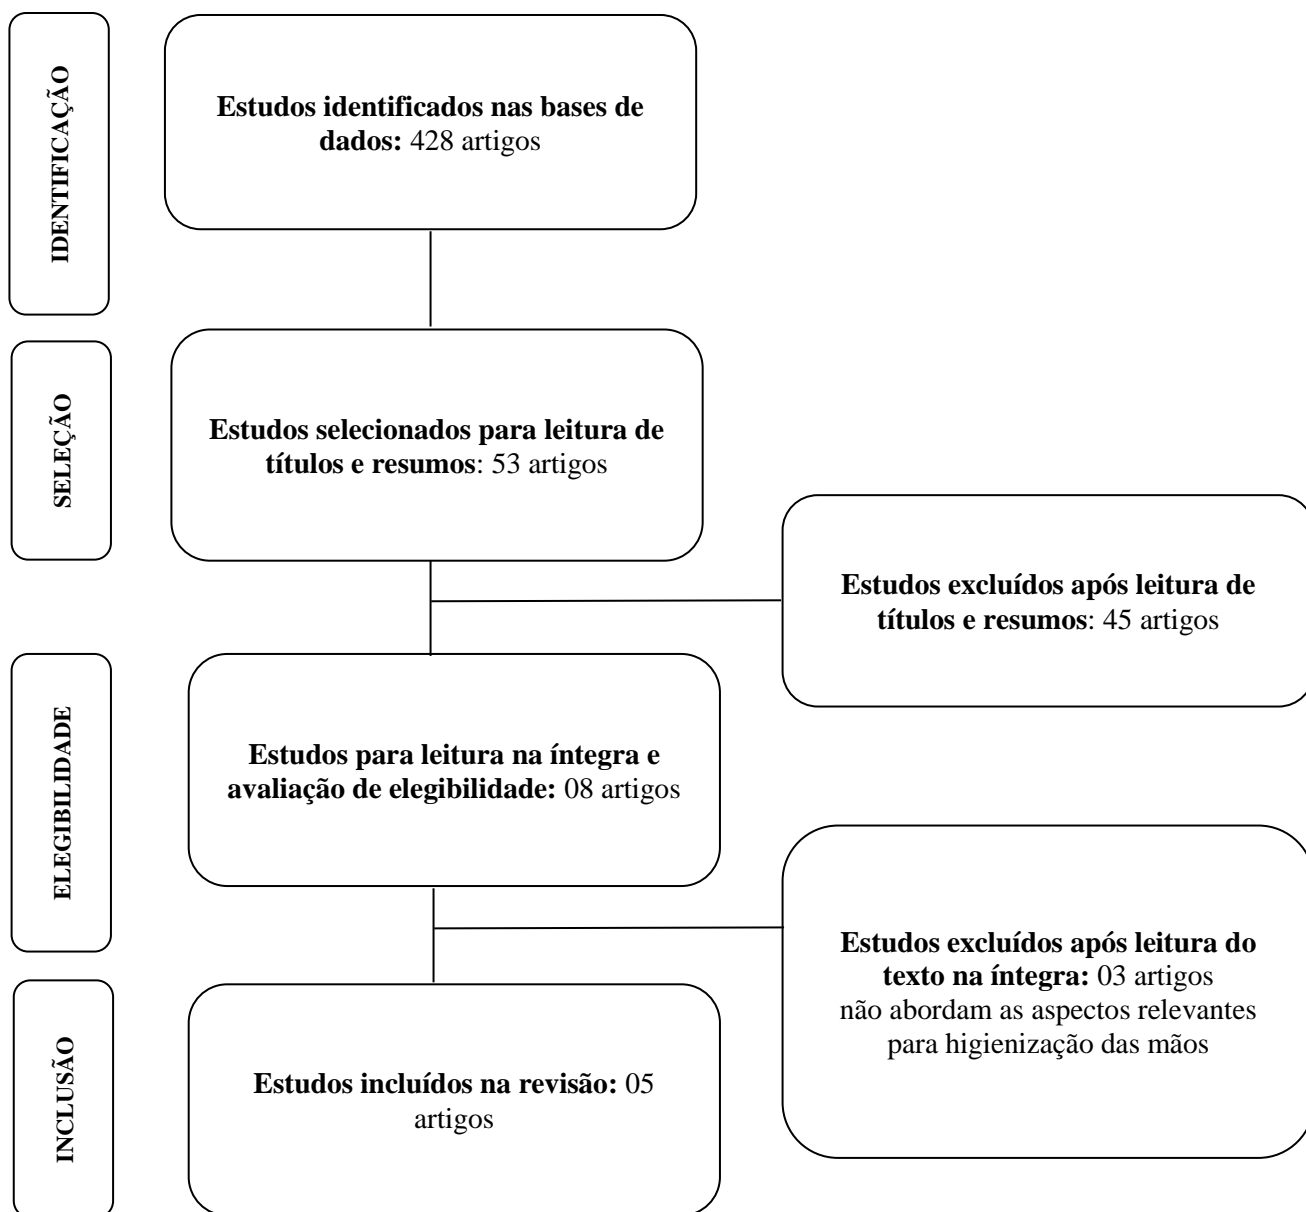 IDENTIFICAÇÃO
Estudos identificados nas bases de
dados: 428 artigos
SELEÇÃO
Estudos selecionados para leitura de
títulos e resumos: 53 artigos
Estudos excluídos após leitura de
títulos e resumos: 45 artigos
ELEGIBILIDADE
Estudos para leitura na íntegra e
avaliação de elegibilidade: 08 artigos
Estudos excluídos após leitura do
texto na íntegra: 03 artigos
não abordam as aspectos relevantes
para higienização das mãos
INCLUSÃO
Estudos incluídos na revisão: 05
artigos